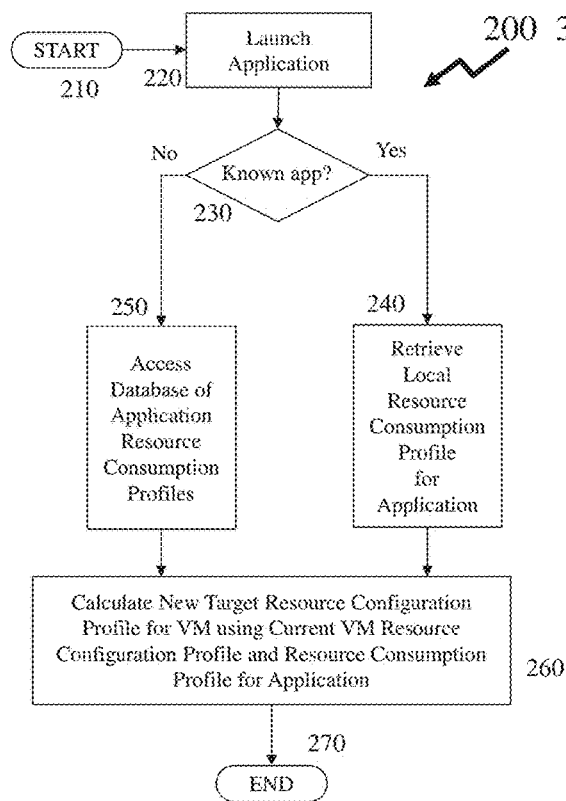 START
210
Launch
Application
220
200 3
No
Yes
Known app?
230
250
Access
Database of
Application
Resource
Consumption
Profiles
240
Retrieve
Local
Resource
Consumption
Profile
for
Application
Calculate New Target Resource Configuration
Profile for VM using Current VM Resource
Configuration Profile and Resource Consumption
Profile for Application
260
270
END